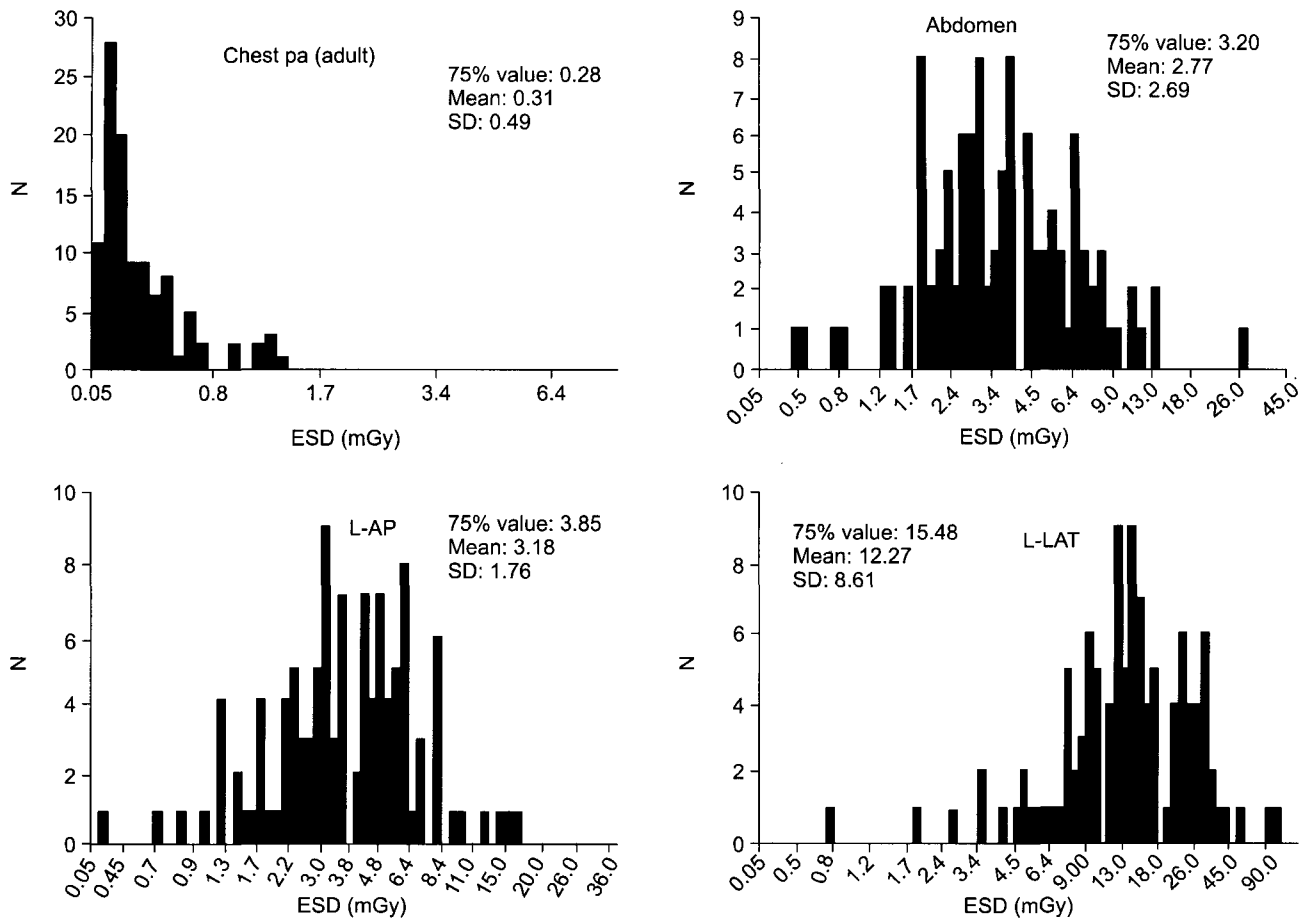 Chest pa (adult)
75% value: 0.28
Mean: 0.31
SD: 0.49
N
30
25
20
15
10
5
0
0.05 0.8 1.7 3.4 6.4
ESD (mGy)
Abdomen
75% value: 3.20
Mean: 2.77
SD: 2.69
N
9
8
7
6
5
4
3
2
1
0
0.05 0.5 0.8 1.2 1.7 2.4 3.4 4.5 6.4 9.0 13.0 18.0 26.0 45.0
ESD (mGy)
L-AP
75% value: 3.85
Mean: 3.18
SD: 1.76
N
10
8
6
4
2
0
0.05 0.45 0.7 0.9 1.3 1.7 2.2 3.0 3.8 4.8 6.4 8.4 11.0 15.0 20.0 26.0 36.0
ESD (mGy)
75% value: 15.48
Mean: 12.27
SD: 8.61
L-LAT
N
10
8
6
4
2
0
0.05 0.5 0.8 1.2 1.7 2.4 3.4 4.5 6.4 9.00 13.0 18.0 26.0 45.0 90.0
ESD (mGy)